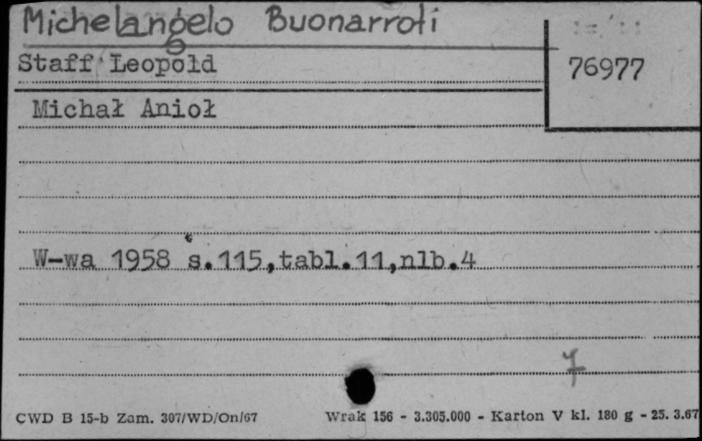 Michelangelo Buonarroti
Staff Leopold
76977
Michał Anioł
W-wa 1958 s.115,tabl.11,nlb.4
7
CWD B 15-b Zam. 307/WD/On/67 Wrak 156 - 3.305.000 - Karton V kl. 180 g - 25. 3.67